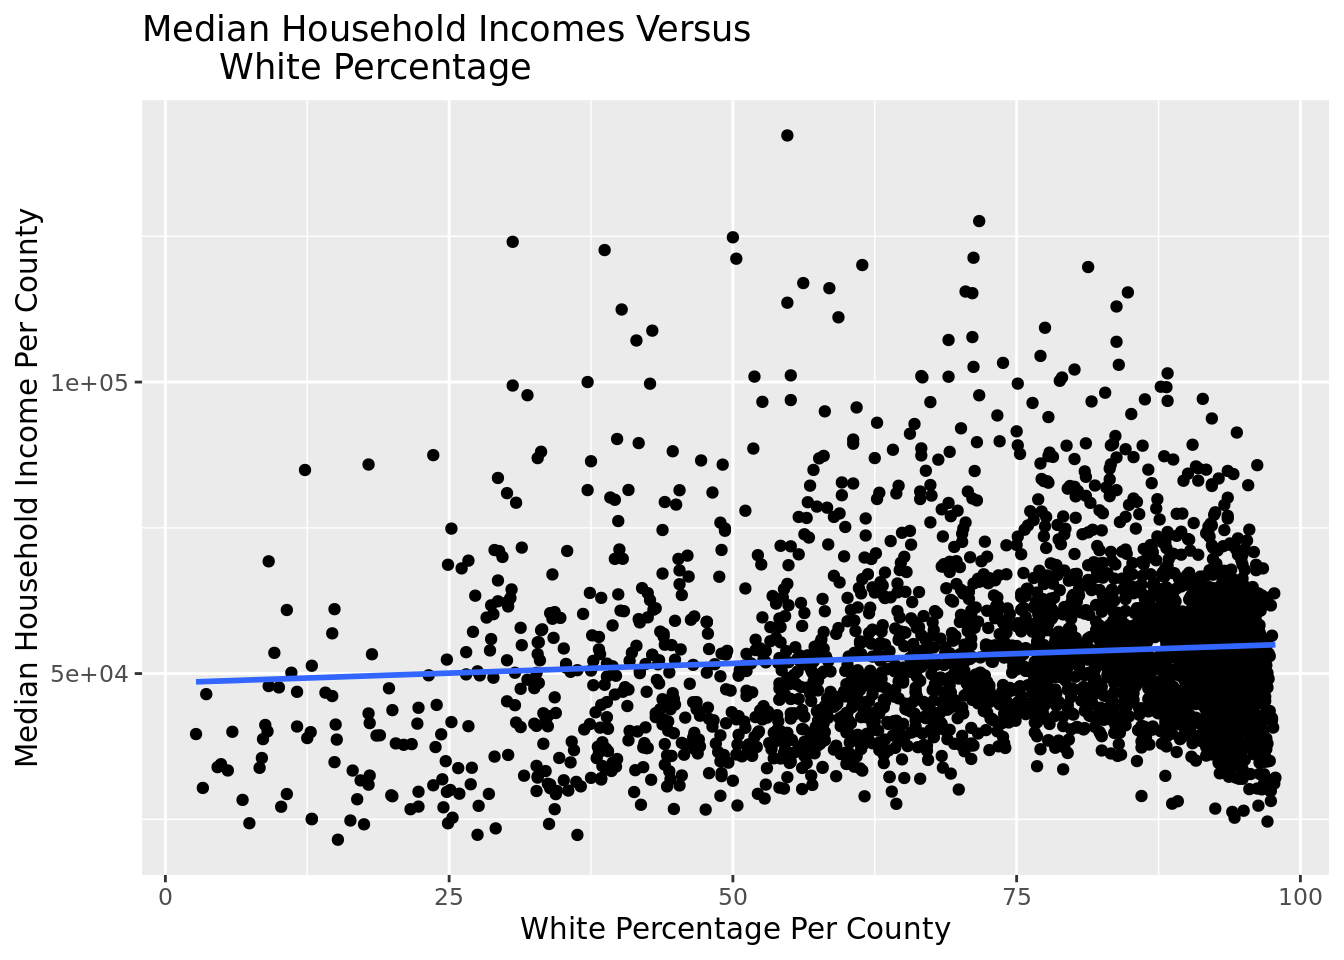 Median Household Incomes Versus
White Percentage
Median Household Income Per County
1e+05
5e+04
0 25 50 75 100
White Percentage Per County